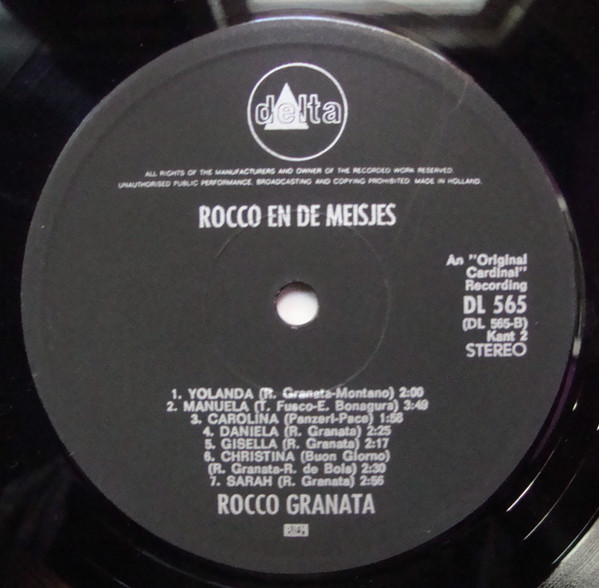 delta
ALL RIGHTS OF THE MANUFACTURERS AND OWNER OF THE RECORDED WORK RESERVED.
UNAUTHORISED PUBLIC PERFORMANCE, BROADCASTING AND COPYING PROHIBITED. MADE IN HOLLAND.
ROCCO EN DE MEISJES
An "Original
Cardinal"
Recording
DL 565
(DL 565-B)
Kant 2
STEREO
1. YOLANDA (R. Granata-Montano) 2:00
2. MANUELA (T. Fusco-E. Bonagura) 3:49
3. CAROLINA (Panzeri-Pace) 1:58
4. DANIELA (R. Granata) 2:25
5. GISELLA (R. Granata) 2:17
6. CHRISTINA (Buon Giorno)
(R. Granata-R. de Bois) 2:30
7. SARAH (R. Granata) 2:56
ROCCO GRANATA